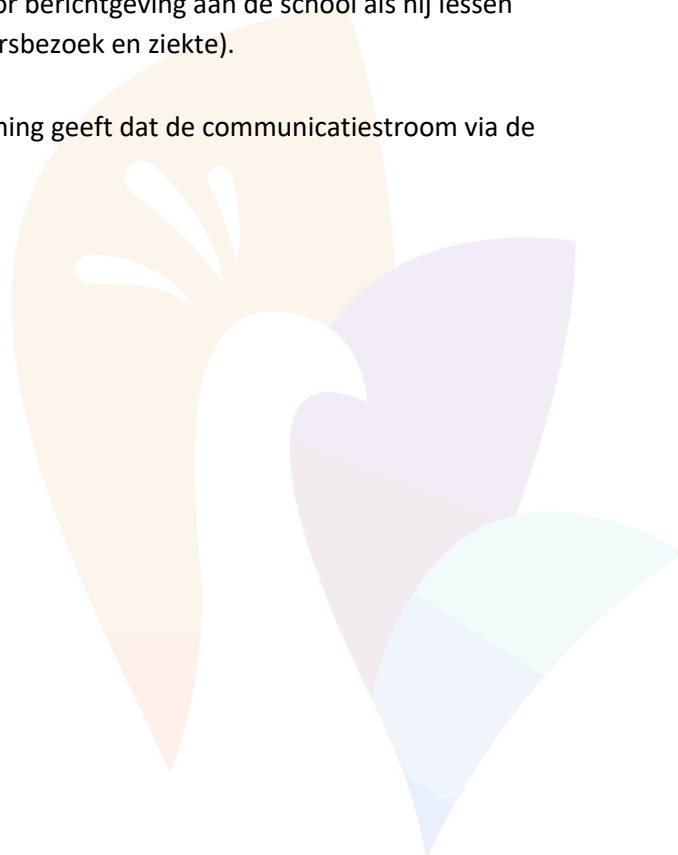 or berichtgeving aan de school als hij lessen
rsbezoek en ziekte).
ning geeft dat de communicatiestroom via de